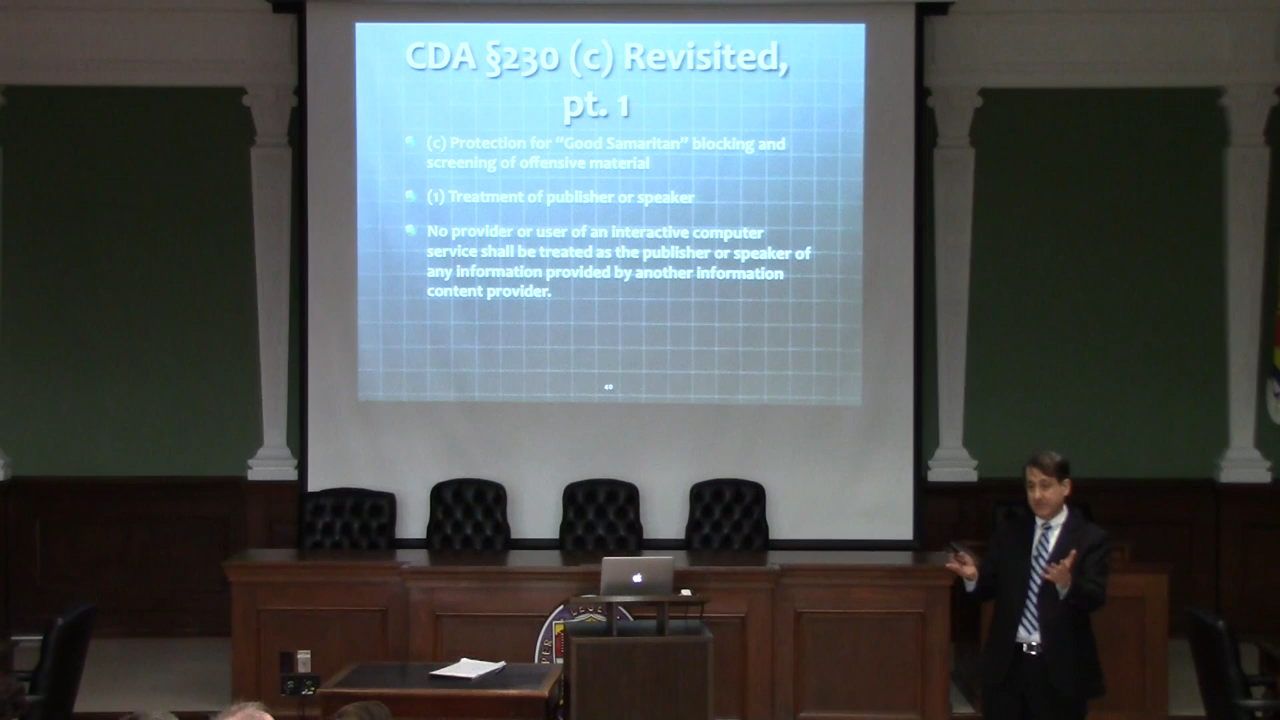 CDA §230 (c) Revisited,
pt. 1
(c) Protection for “Good Samaritan” blocking and
screening of offensive material
(1) Treatment of publisher or speaker
No provider or user of an interactive computer
service shall be treated as the publisher or speaker of
any information provided by another information
content provider.
40